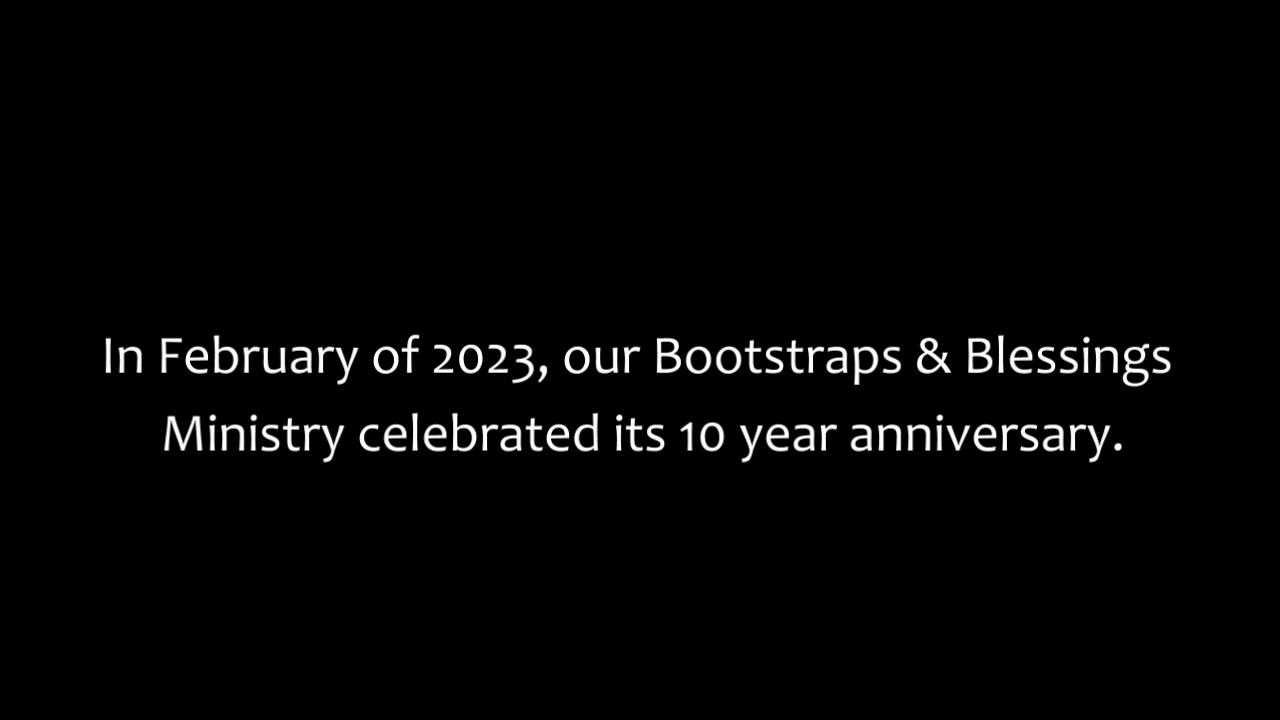 In February of 2023, our Bootstraps & Blessings
Ministry celebrated its 10 year anniversary.